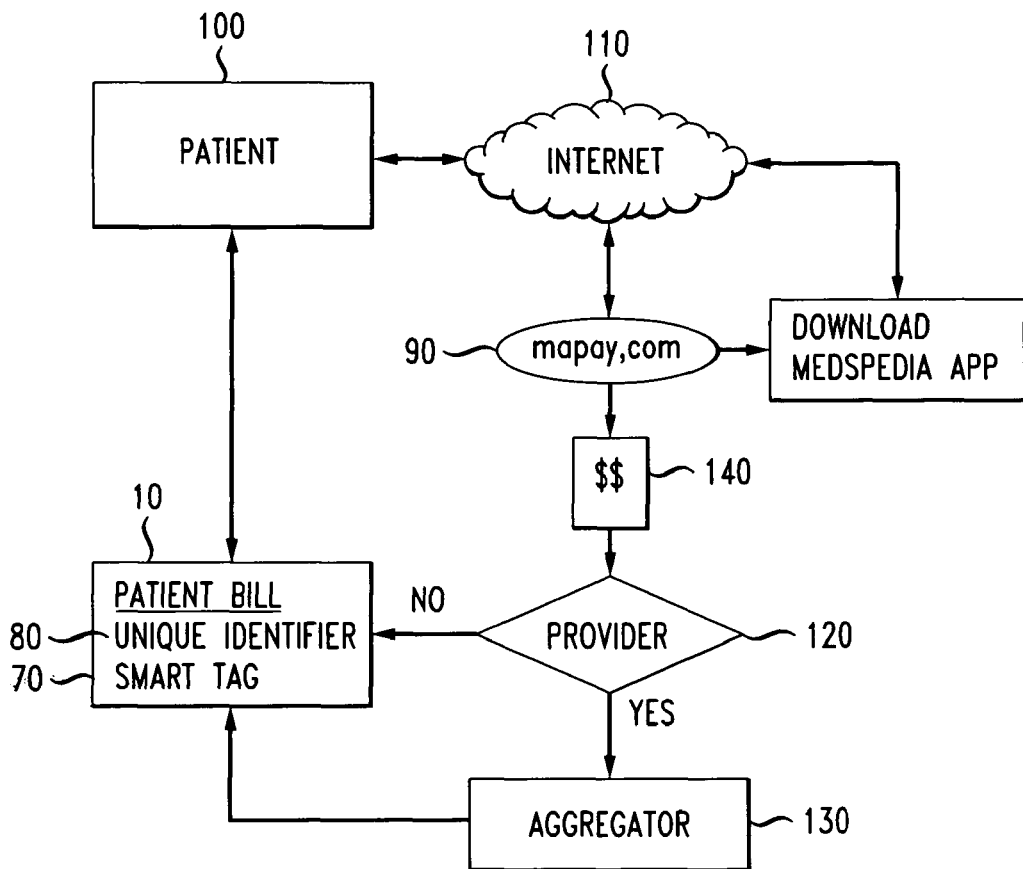 100
110
PATIENT
INTERNET
90
mapay,com
DOWNLOAD
MEDSPEDIA APP
$$
140
10
PATIENT BILL
80
UNIQUE IDENTIFIER
70
SMART TAG
NO
PROVIDER
120
YES
AGGREGATOR
130